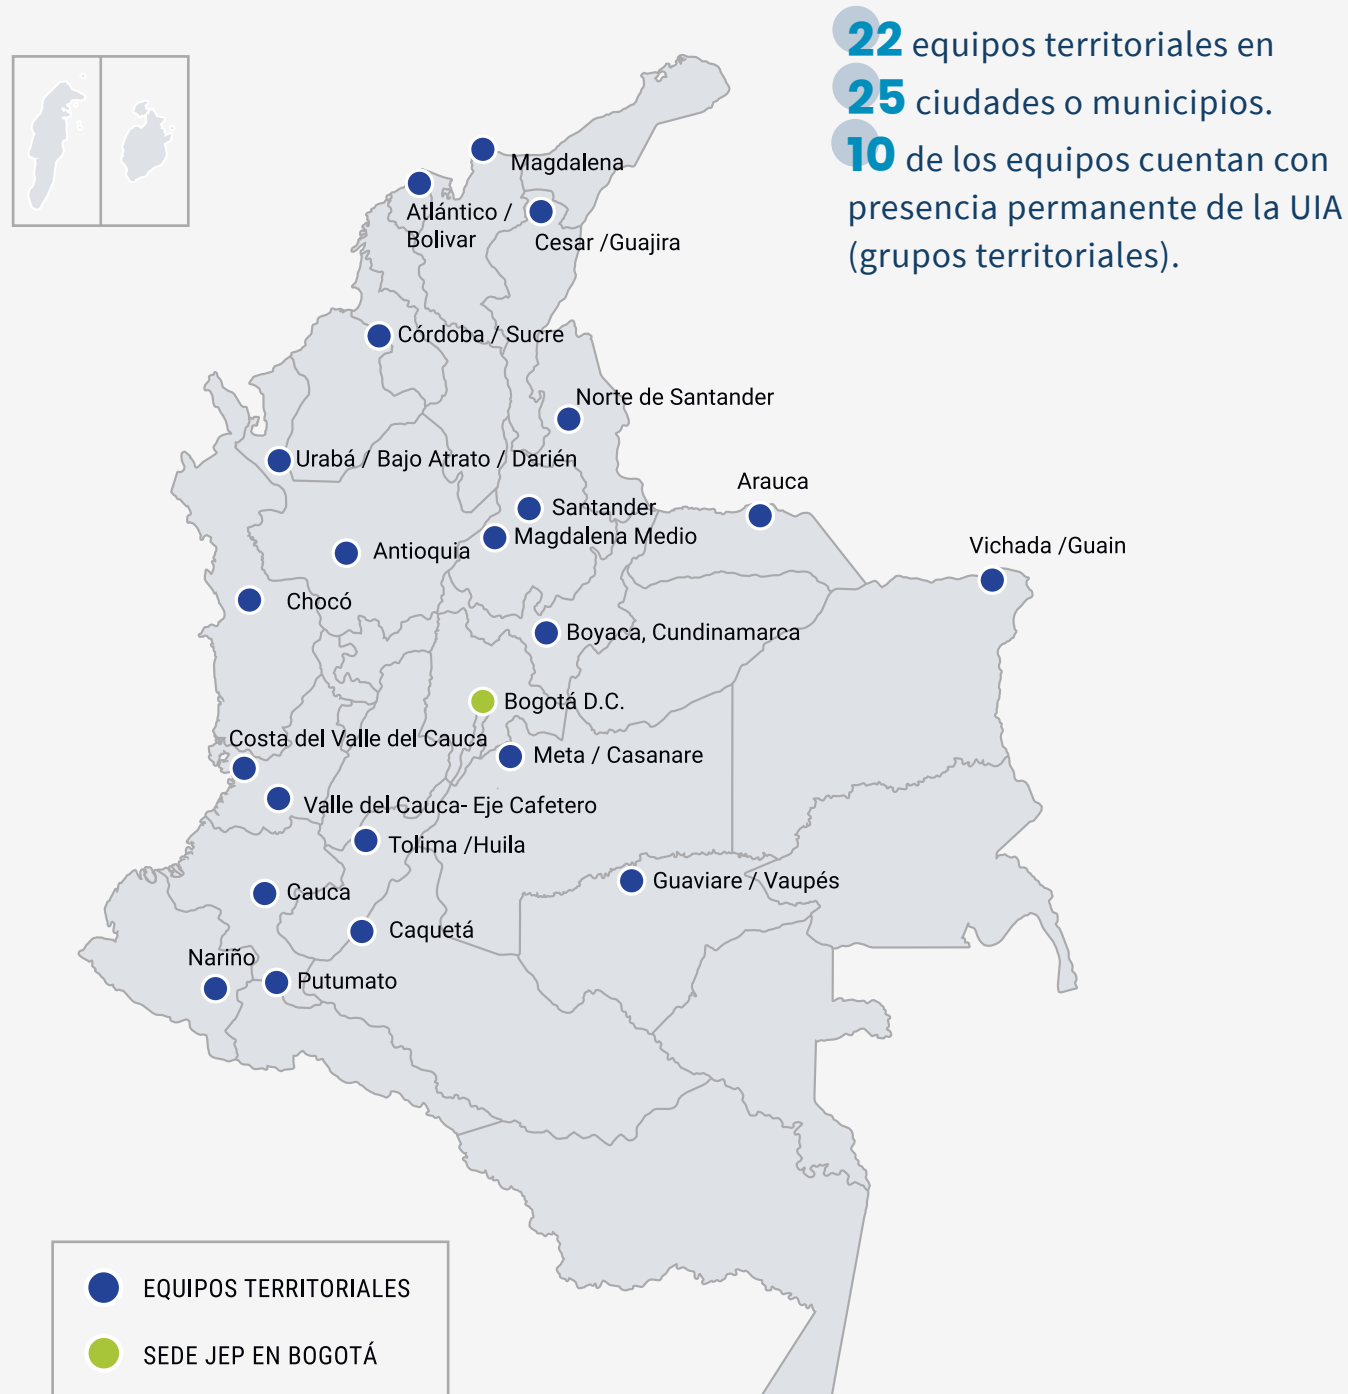 22 equipos territoriales en
25 ciudades o municipios.
10 de los equipos cuentan con
presencia permanente de la UIA
(grupos territoriales).
Magdalena
Atlántico /
Bolivar
Cesar /Guajira
Córdoba / Sucre
Norte de Santander
Urabá / Bajo Atrato / Darién
Arauca
Santander
Magdalena Medio
Antioquia
Vichada /Guain
Chocó
Boyaca, Cundinamarca
Bogotá D.C.
Costa del Valle del Cauca
Meta / Casanare
Valle del Cauca- Eje Cafetero
Tolima /Huila
Guaviare / Vaupés
Cauca
Caquetá
Nariño
Putumato
EQUIPOS TERRITORIALES
SEDE JEP EN BOGOTÁ